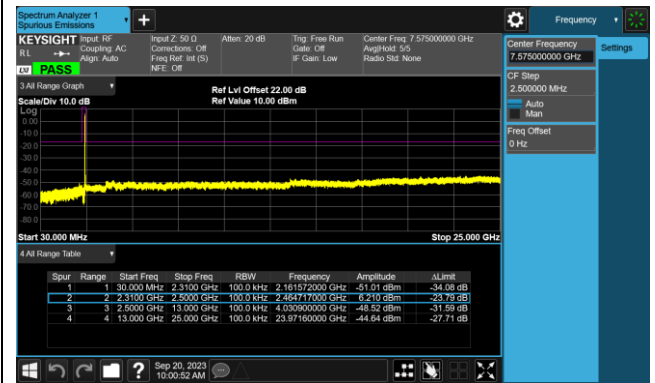 Spectrum Analyzer 1
Spurious Emissions
Frequency
KEYSIGHT
RL
Input: RF
Coupling: AC
Align: Auto
Input Z: 50 Ω
Corrections: Off
Freq Ref: Int (S)
NFE: Off
Atten: 20 dB
Trig: Free Run
Gate: Off
IF Gain: Low
Center Freq: 7.575000000 GHz
Avg|Hold: 5/5
Radio Std: None
LXI PASS
3 All Range Graph
Scale/Div 10.0 dB
Ref Lvl Offset 22.00 dB
Ref Value 10.00 dBm
Log
0.00
-10.0
-20.0
-30.0
-40.0
-50.0
-60.0
-70.0
-80.0
Start 30.000 MHz
Stop 25.000 GHz
4 All Range Table
Spur Range Start Freq Stop Freq RBW Frequency Amplitude ΔLimit
1 1 30.000 MHz 2.3100 GHz 100.0 kHz 2.161572000 GHz -51.01 dBm -34.08 dB
2 2 2.3100 GHz 2.5000 GHz 100.0 kHz 2.464717000 GHz 6.210 dBm -23.79 dB
3 3 2.5000 GHz 13.000 GHz 100.0 kHz 4.030900000 GHz -48.52 dBm -31.59 dB
4 4 13.000 GHz 25.000 GHz 100.0 kHz 23.97160000 GHz -44.64 dBm -27.71 dB
Center Frequency
7.575000000 GHz
Settings
CF Step
2.500000 MHz
Auto
Man
Freq Offset
0 Hz
?
Sep 20, 2023
10:00:52 AM